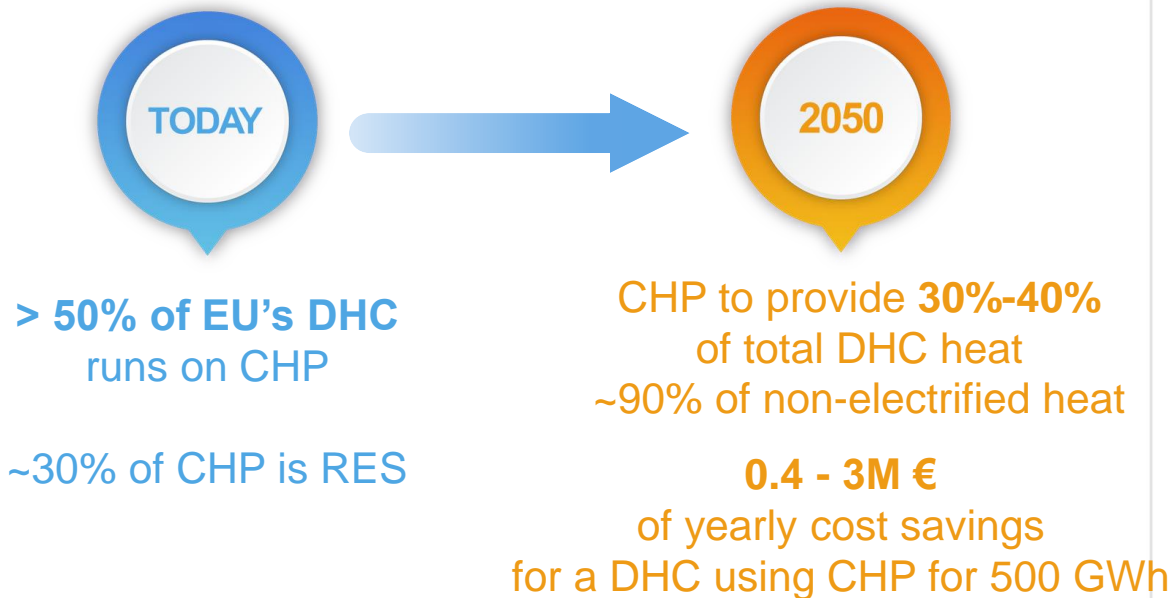 TODAY
> 50% of EU’s DHC
runs on CHP
~30% of CHP is RES
2050
CHP to provide 30%-40%
of total DHC heat
~90% of non-electrified heat
0.4 - 3M €
of yearly cost savings
for a DHC using CHP for 500 GWh